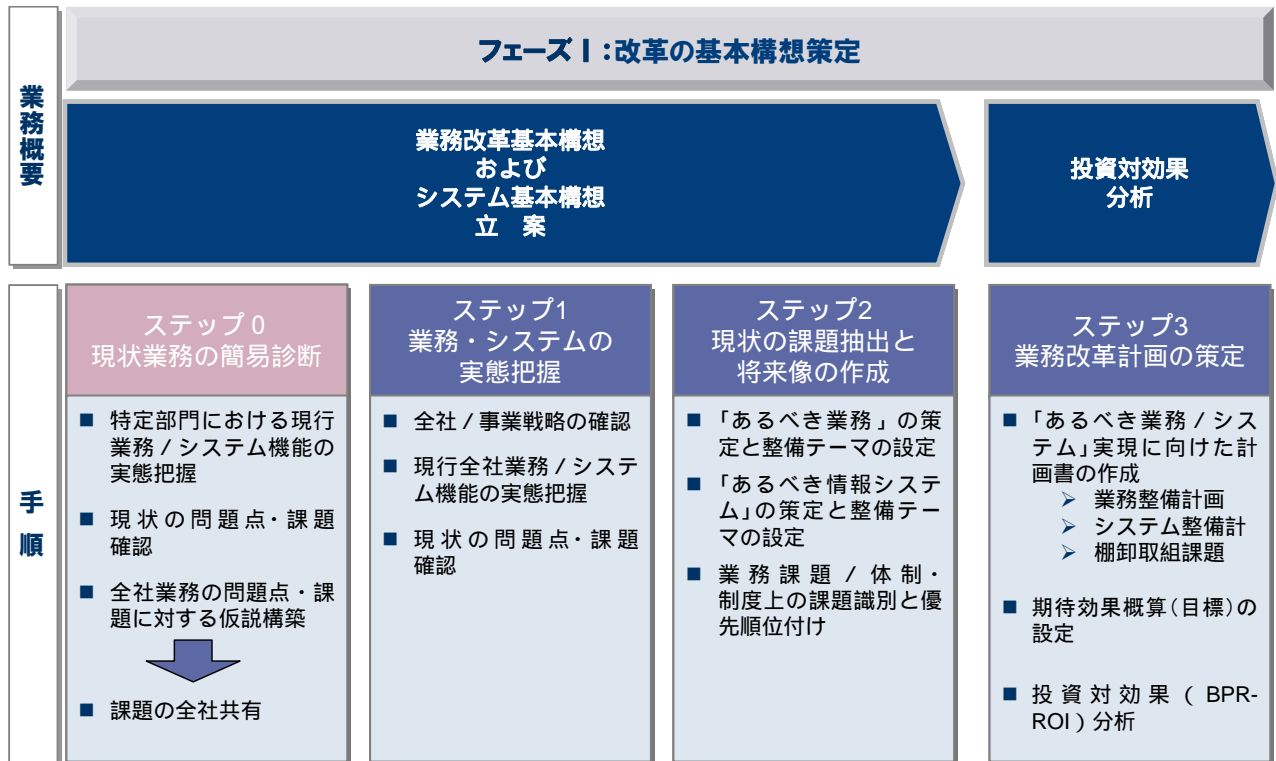 フェーズⅠ:改革の基本構想策定
業務概要
業務改革基本構想
および
システム基本構想
立 案
投資対効果
分析
手順
ステップ0
現状業務の簡易診断
■ 特定部門における現行
業務/システム機能の
実態把握
■ 現状の問題点・課題
確認
■ 全社業務の問題点・課
題に対する仮説構築
■ 課題の全社共有
ステップ1
業務・システムの
実態把握
■ 全社/事業戦略の確認
■ 現行全社業務/システ
ム機能の実態把握
■ 現状の問題点・課題
確認
ステップ2
現状の課題抽出と
将来像の作成
■ 「あるべき業務」の策
定と整備テーマの設定
■ 「あるべき情報システ
ム」の策定と整備テー
マの設定
■ 業務課題/体制・
制度上の課題識別と優
先順位付け
ステップ3
業務改革計画の策定
■ 「あるべき業務/シス
テム」実現に向けた計
画書の作成
➢ 業務整備計画
➢ システム整備計
➢ 棚卸取組課題
■ 期待効果概算(目標)の
設定
■ 投資対効果(BPR-
ROI)分析